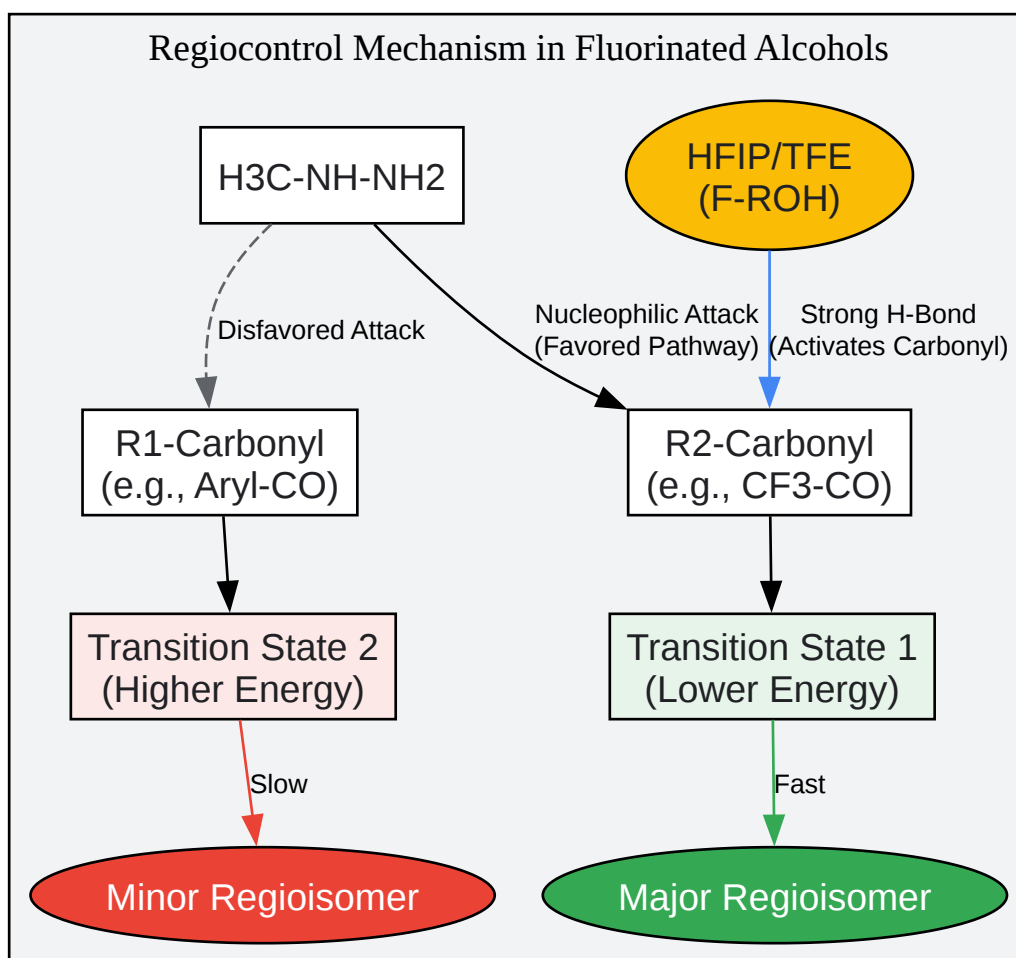 Regiocontrol Mechanism in Fluorinated Alcohols
H3C-NH-NH2
HFIP/TFE
(F-ROH)
Disfavored Attack
Nucleophilic Attack
(Favored Pathway)
Strong H-Bond
(Activates Carbonyl)
R1-Carbonyl
(e.g., Aryl-CO)
R2-Carbonyl
(e.g., CF3-CO)
Transition State 2
(Higher Energy)
Transition State 1
(Lower Energy)
Slow
Fast
Minor Regioisomer
Major Regioisomer